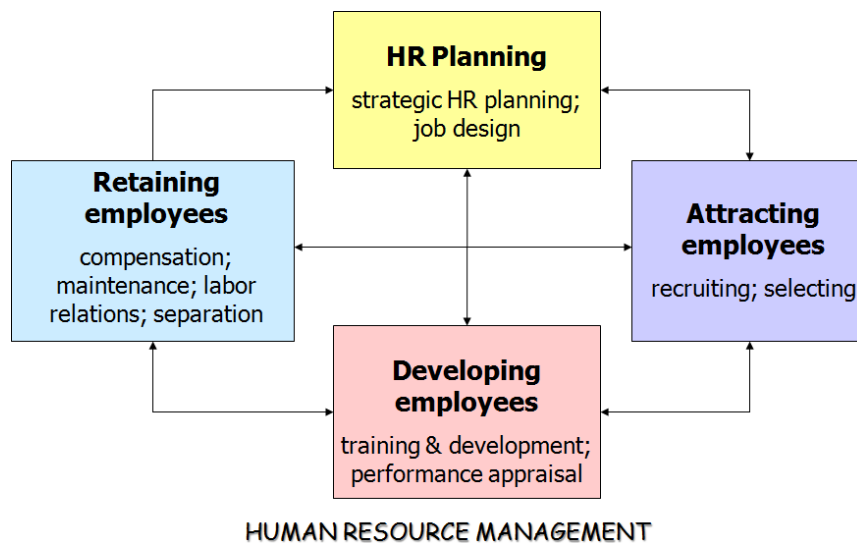 HR Planning
strategic HR planning;
job design
Retaining
employees
compensation;
maintenance; labor
relations; separation
Attracting
employees
recruiting; selecting
Developing
employees
training & development;
performance appraisal
HUMAN RESOURCE MANAGEMENT